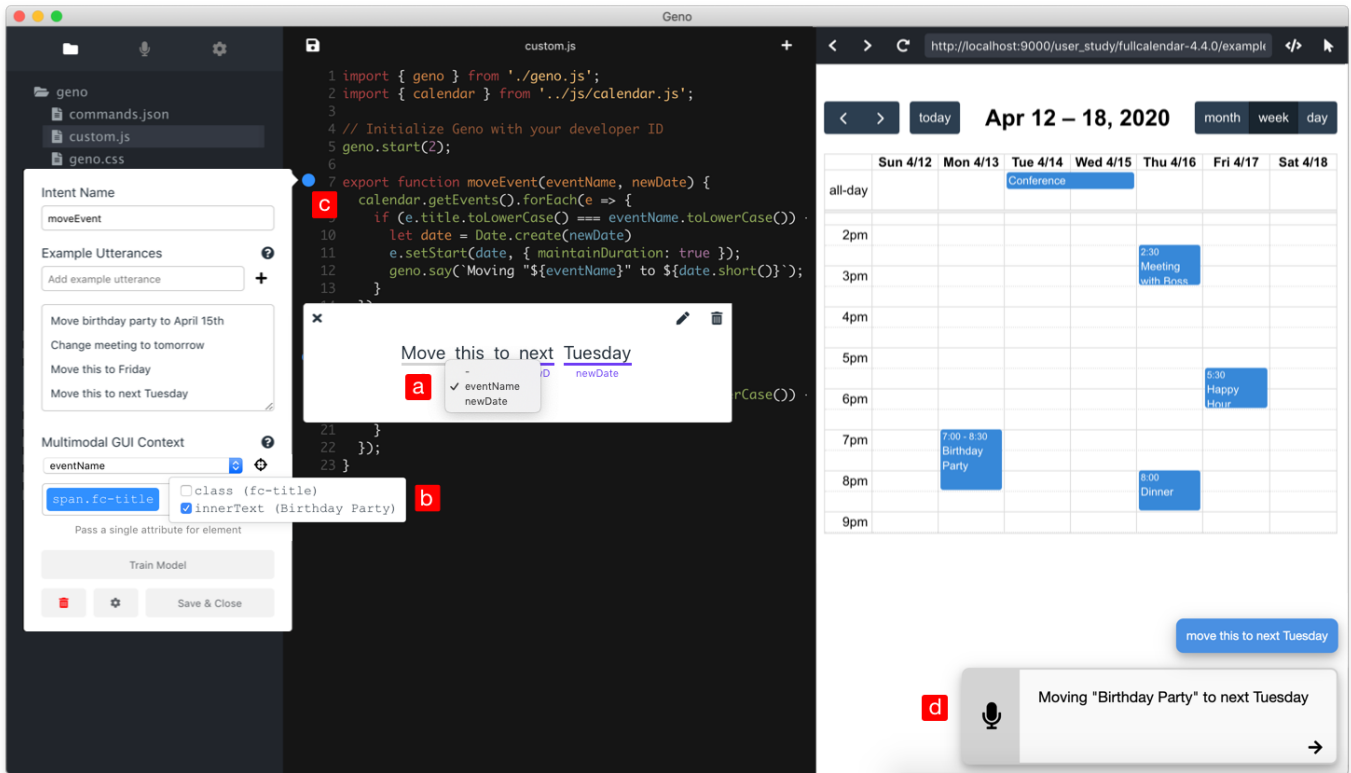 Geno
geno
commands.json
custom.js
geno.css
Intent Name
moveEvent
Example Utterances
Add example utterance
Move birthday party to April 15th
Change meeting to tomorrow
Move this to Friday
Move this to next Tuesday
Multimodal GUI Context
eventName
span.fc-title
class (fc-title)
innerText (Birthday Party)
b
Pass a single attribute for element
Train Model
Save & Close
custom.js
1 import { geno } from './geno.js';
2 import { calendar } from '../js/calendar.js';
3
4 // Initialize Geno with your developer ID
5 geno.start(2);
6
7 export function moveEvent(eventName, newDate) {
c
calendar.getEvents().forEach(e => {
9 if (e.title.toLowerCase() === eventName.toLowerCase())
10 let date = Date.create(newDate)
11 e.setStart(date, { maintainDuration: true });
12 geno.say(`Moving "${eventName}" to ${date.short()}`);
13 }
Move this to next Tuesday
newDate
a
-
eventName
newDate
rCase())
21 }
22 });
23 }
http://localhost:9000/user_study/fullcalendar-4.4.0/example
today
Apr 12 – 18, 2020
month week day
Sun 4/12 Mon 4/13 Tue 4/14 Wed 4/15 Thu 4/16 Fri 4/17 Sat 4/18
all-day
Conference
2pm
2:30
Meeting
with Boss
3pm
4pm
5pm
5:30
Happy
Hour
6pm
7pm
7:00 - 8:30
Birthday
Party
8pm
8:00
Dinner
9pm
move this to next Tuesday
d
Moving "Birthday Party" to next Tuesday